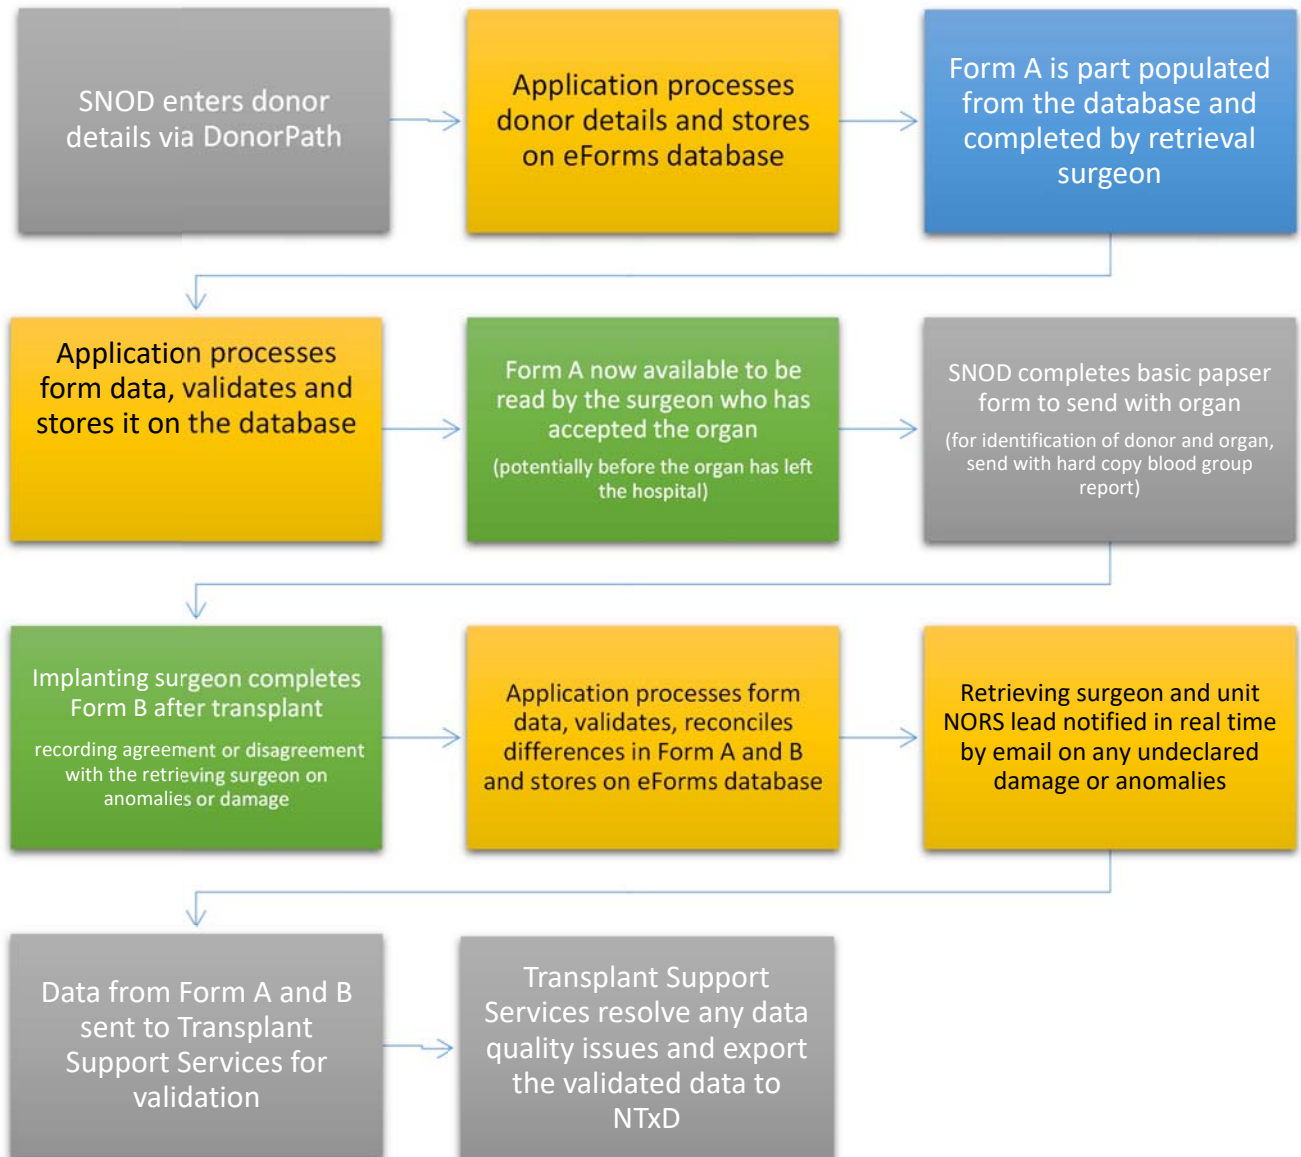 SNOD enters donor
details via DonorPath
Application processes
donor details and stores
on eForms database
Form A is part populated
from the database and
completed by retrieval
surgeon
Application processes
form data, validates and
stores it on the database
Form A now available to be
read by the surgeon who has
accepted the organ
(potentially before the organ has left
the hospital)
SNOD completes basic papser
form to send with organ
(for identification of donor and organ,
send with hard copy blood group
report)
Implanting surgeon completes
Form B after transplant
recording agreement or disagreement
with the retrieving surgeon on
anomalies or damage
Application processes form
data, validates, reconciles
differences in Form A and B
and stores on eForms database
Retrieving surgeon and unit
NORS lead notified in real time
by email on any undeclared
damage or anomalies
Data from Form A and B
sent to Transplant
Support Services for
validation
Transplant Support
Services resolve any data
quality issues and export
the validated data to
NTxD